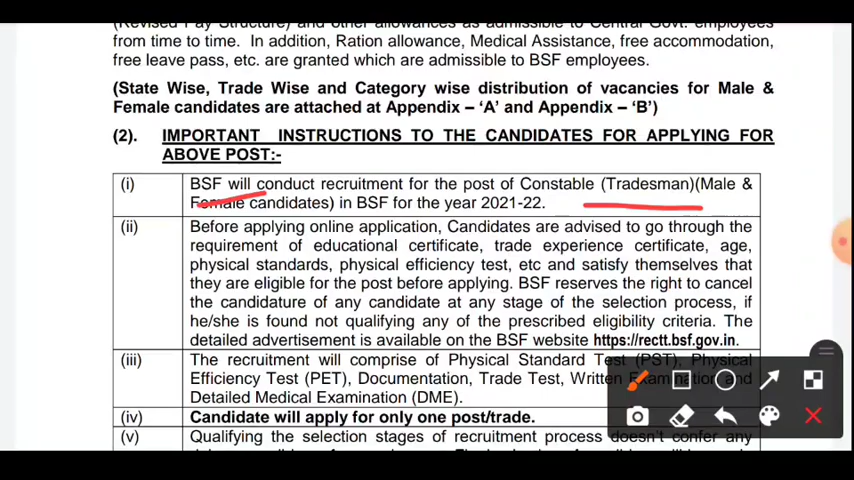 (Revised Pay Structure) and other allowances as admissible to Central Govt. employees
from time to time. In addition, Ration allowance, Medical Assistance, free accommodation,
free leave pass, etc. are granted which are admissible to BSF employees.
(State Wise, Trade Wise and Category wise distribution of vacancies for Male &
Female candidates are attached at Appendix – ‘A’ and Appendix – ‘B’)
(2). IMPORTANT INSTRUCTIONS TO THE CANDIDATES FOR APPLYING FOR
ABOVE POST:-
(i) BSF will conduct recruitment for the post of Constable (Tradesman)(Male &
Female candidates) in BSF for the year 2021-22.
(ii) Before applying online application, Candidates are advised to go through the
requirement of educational certificate, trade experience certificate, age,
physical standards, physical efficiency test, etc and satisfy themselves that
they are eligible for the post before applying. BSF reserves the right to cancel
the candidature of any candidate at any stage of the selection process, if
he/she is found not qualifying any of the prescribed eligibility criteria. The
detailed advertisement is available on the BSF website https://rectt.bsf.gov.in.
(iii) The recruitment will comprise of Physical Standard Test (PST), Physical
Efficiency Test (PET), Documentation, Trade Test, Written Examination and
Detailed Medical Examination (DME).
(iv) Candidate will apply for only one post/trade.
(v) Qualifying the selection stages of recruitment process doesn't confer any